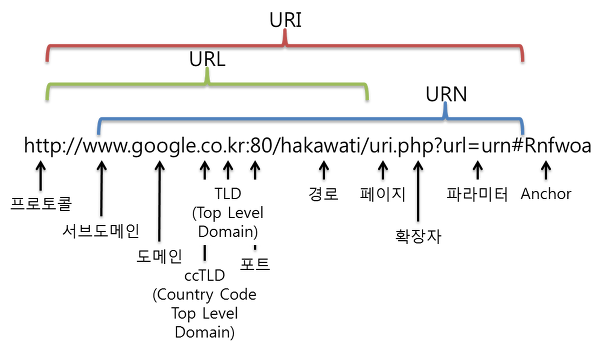 URI
URL
URN
http://www.google.co.kr:80/hakawati/uri.php?url=urn#Rnfwoa
프로토콜
서브도메인
도메인
ccTLD
(Country Code
Top Level
Domain)
TLD
(Top Level
Domain)
포트
경로
페이지
확장자
파라미터
Anchor